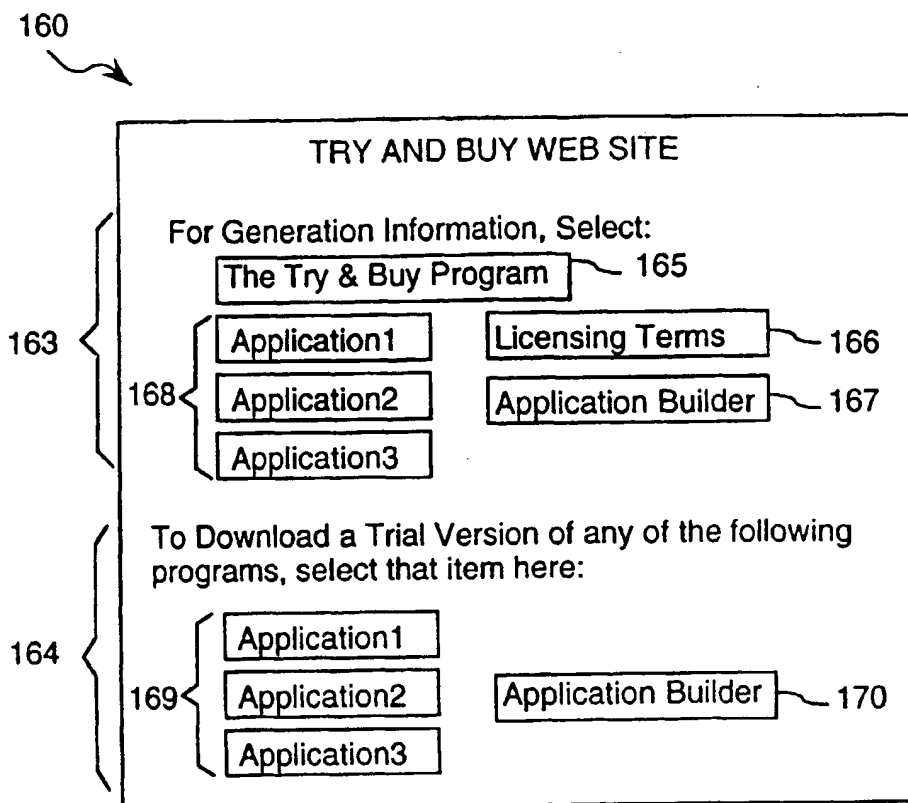 160
TRY AND BUY WEB SITE
For Generation Information, Select:
The Try & Buy Program 165
163
168
Application1 Licensing Terms 166
Application2 Application Builder 167
Application3
To Download a Trial Version of any of the following
programs, select that item here:
164
169
Application1
Application2 Application Builder 170
Application3